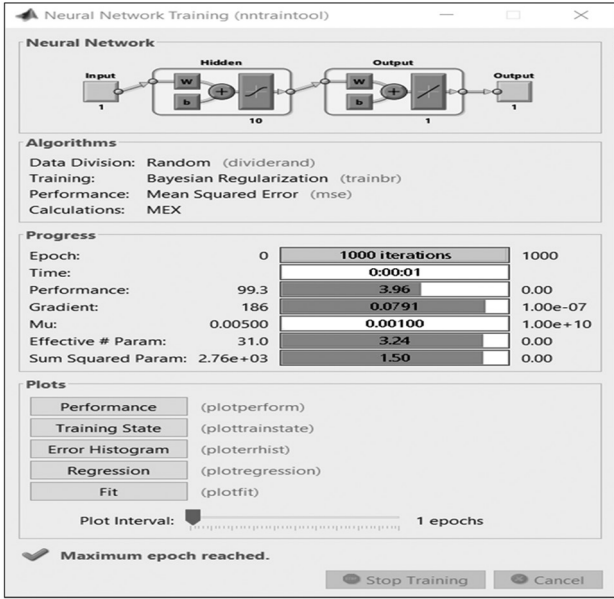 Neural Network Training (nntraintool)
Neural Network
Hidden Output
Input W b W b Output
1 10 1 1
Algorithms
Data Division: Random (dividerand)
Training: Bayesian Regularization (trainbr)
Performance: Mean Squared Error (mse)
Calculations: MEX
Progress
Epoch: 0 1000 iterations 1000
Time: 0:00:01
Performance: 99.3 3.96 0.00
Gradient: 186 0.0791 1.00e-07
Mu: 0.00500 0.00100 1.00e+10
Effective # Param: 31.0 3.24 0.00
Sum Squared Param: 2.76e+03 1.50 0.00
Plots
Performance (plotperform)
Training State (plottrainstate)
Error Histogram (ploterrhist)
Regression (plotregression)
Fit (plotfit)
Plot Interval: 1 epochs
Maximum epoch reached.
Stop Training Cancel